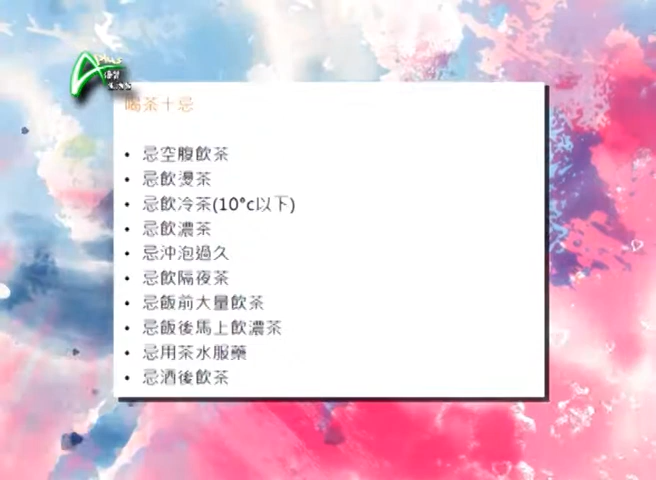 Aplus
喝茶十忌
• 忌空腹飲茶
• 忌飲燙茶
• 忌飲冷茶(10°c以下)
• 忌飲濃茶
• 忌沖泡過久
• 忌飲隔夜茶
• 忌飯前大量飲茶
• 忌飯後馬上飲濃茶
• 忌用茶水服藥
• 忌酒後飲茶